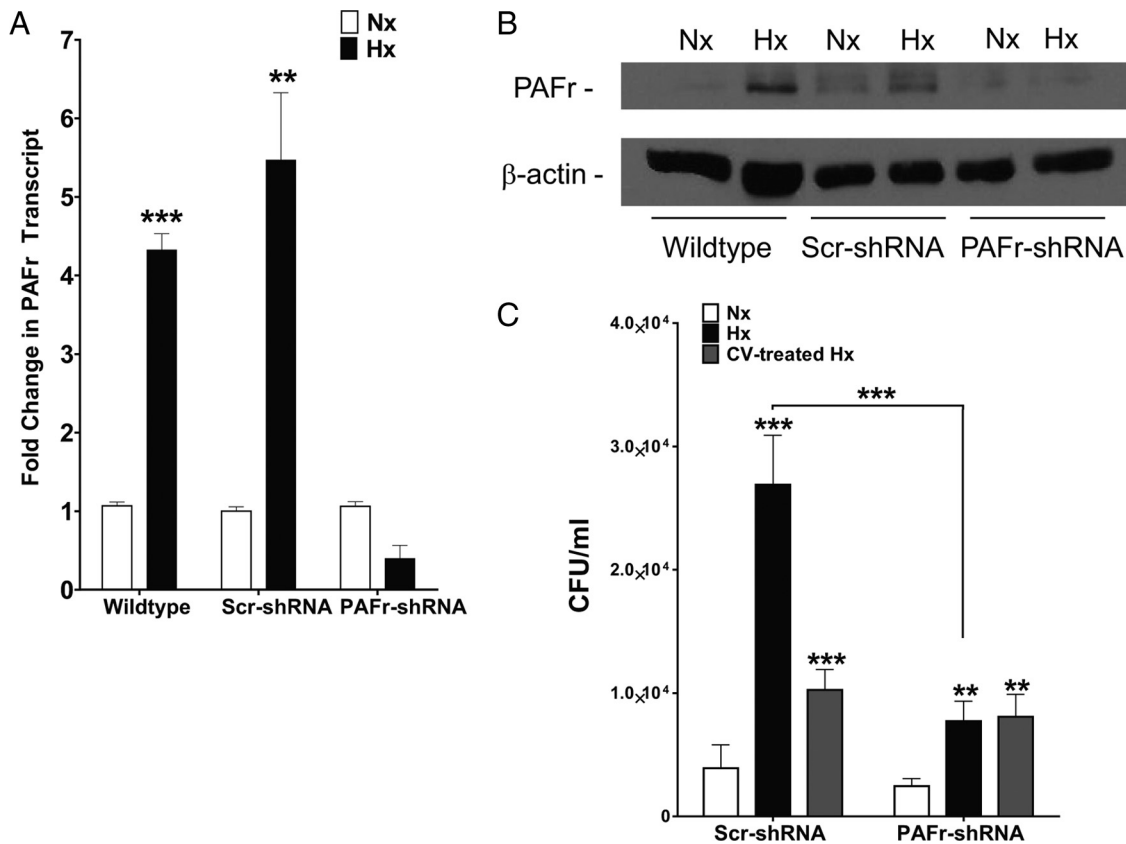 A
Nx
Hx
Fold Change in PAFr Transcript
7
6
5
4
3
2
1
0
***
**
Wildtype
Scr-shRNA
PAFr-shRNA
B
Nx Hx Nx Hx Nx Hx
PAFr -
β-actin -
Wildtype Scr-shRNA PAFr-shRNA
C
Nx
Hx
CV-treated Hx
CFU/ml
4.0×10⁴
3.0×10⁴
2.0×10⁴
1.0×10⁴
0
***
***
***
**
**
Scr-shRNA
PAFr-shRNA